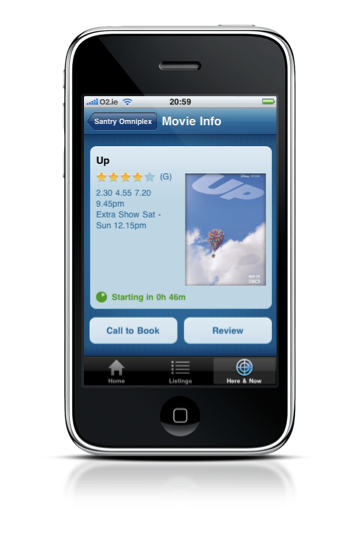 O2.ie 20:59
Santry Omniplex Movie Info
Up
(G)
2.30 4.55 7.20
9.45pm
Extra Show Sat -
Sun 12.15pm
UP
Starting in 0h 46m
Call to Book Review
Home Listings Here & Now